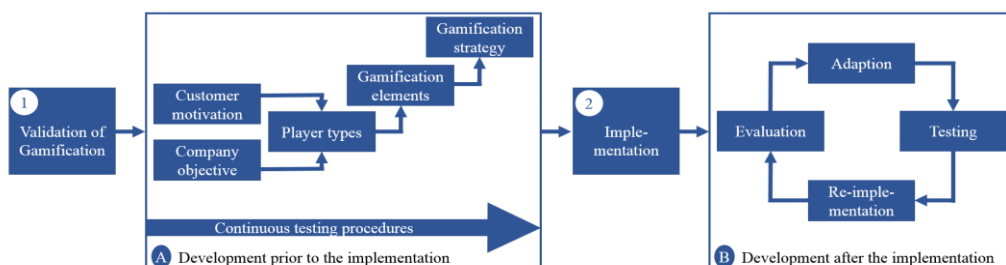 1
Validation of
Gamification
Customer
motivation
Company
objective
Player types
Gamification
elements
Gamification
strategy
Continuous testing procedures
A Development prior to the implementation
2
Imple-
mentation
Adaption
Evaluation
Testing
Re-imple-
mentation
B Development after the implementation